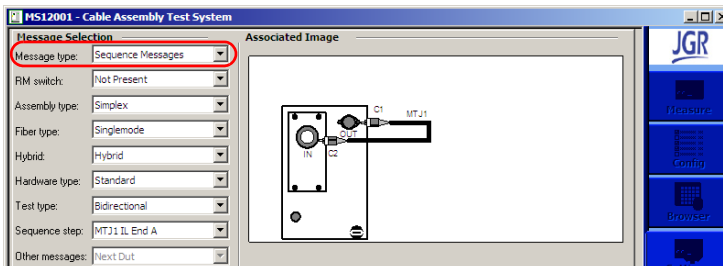 MS12001 - Cable Assembly Test System
Message Selection
Associated Image
Message type: Sequence Messages
RM switch: Not Present
Assembly type: Simplex
Fiber type: Singlemode
Hybrid: Hybrid
Hardware type: Standard
Test type: Bidirectional
Sequence step: MTJ1 IL End A
Other messages: Next Dut
C1
MTJ1
OUT
IN
C2
JGR
Measure
Config
Browser